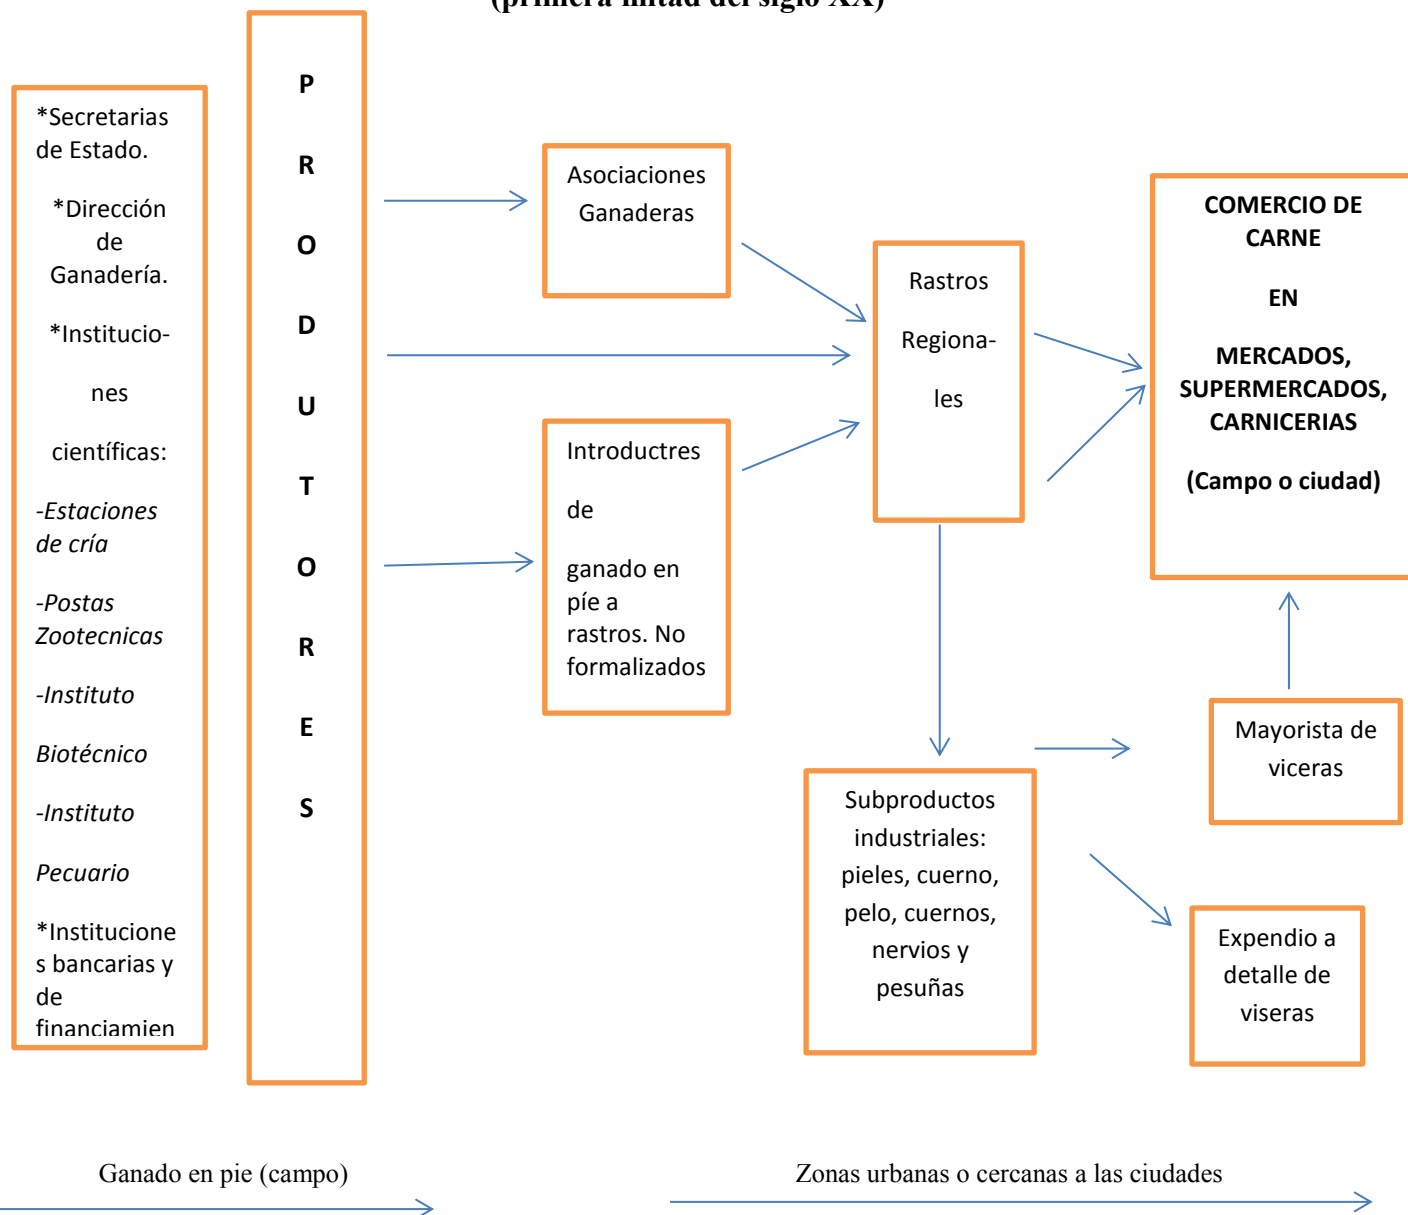 (primera mitad del siglo XX)
*Secretarias
de Estado.
*Dirección
de
Ganadería.
*Institucio-
nes
científicas:
-Estaciones
de cría
-Postas
Zootecnicas
-Instituto
Biotécnico
-Instituto
Pecuario
*Institucione
s bancarias y
de
financiamien
P
R
O
D
U
T
O
R
E
S
Asociaciones
Ganaderas
Introductres
de
ganado en
píe a
rastros. No
formalizados
Rastros
Regiona-
les
COMERCIO DE
CARNE
EN
MERCADOS,
SUPERMERCADOS,
CARNICERIAS
(Campo o ciudad)
Subproductos
industriales:
pieles, cuerno,
pelo, cuernos,
nervios y
pesuñas
Mayorista de
viceras
Expendio a
detalle de
viseras
Ganado en pie (campo)
Zonas urbanas o cercanas a las ciudades